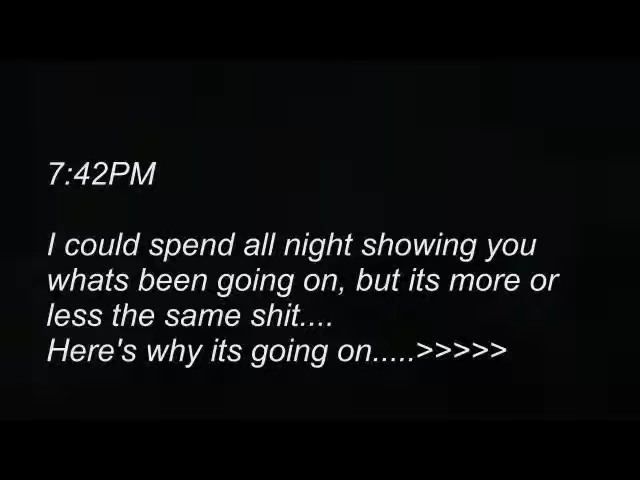 7:42PM
I could spend all night showing you
whats been going on, but its more or
less the same shit....
Here's why its going on.....>>>>>